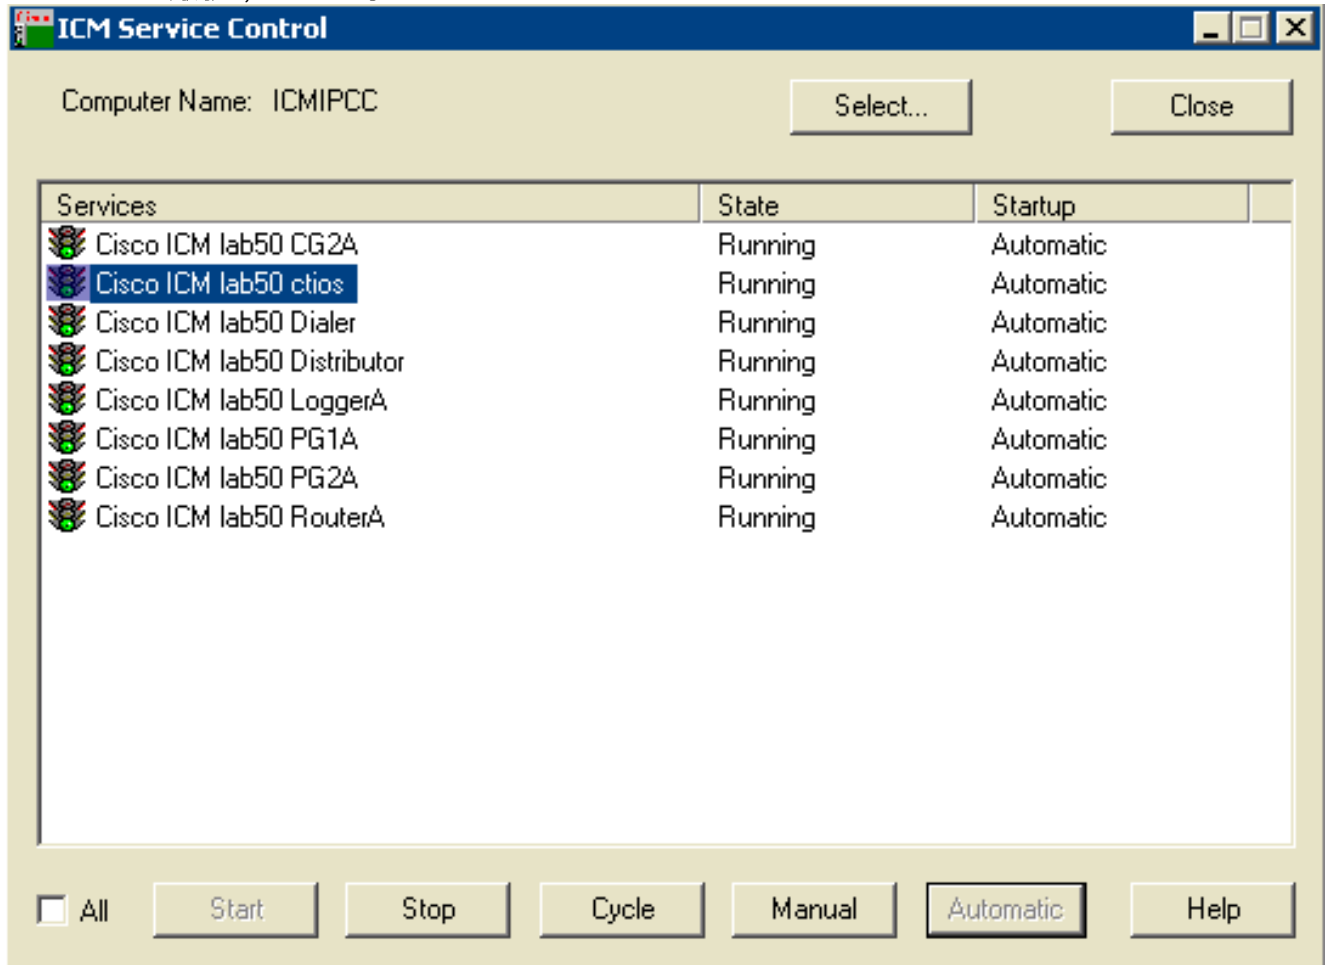 ICM Service Control
Computer Name: ICMIPCC
Select...
Close
Services State Startup
Cisco ICM lab50 CG2A Running Automatic
Cisco ICM lab50 ctios Running Automatic
Cisco ICM lab50 Dialer Running Automatic
Cisco ICM lab50 Distributor Running Automatic
Cisco ICM lab50 LoggerA Running Automatic
Cisco ICM lab50 PG1A Running Automatic
Cisco ICM lab50 PG2A Running Automatic
Cisco ICM lab50 RouterA Running Automatic
All Start Stop Cycle Manual Automatic Help